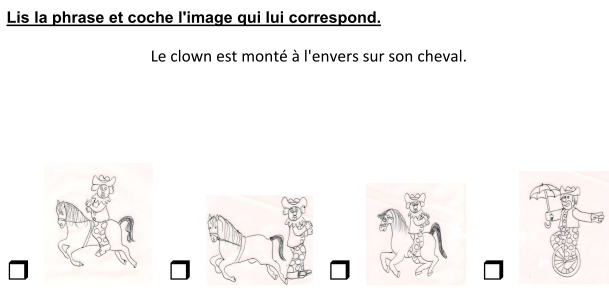 Lis la phrase et coche l'image qui lui correspond.
Le clown est monté à l'envers sur son cheval.